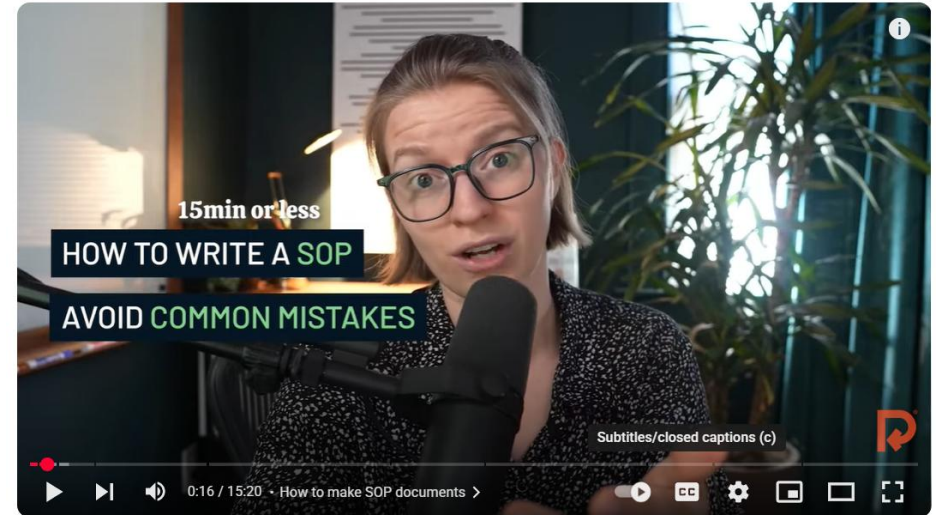 15min or less
HOW TO WRITE A SOP
AVOID COMMON MISTAKES
Subtitles/closed captions (c)
0:16 / 15:20 • How to make SOP documents >
CC